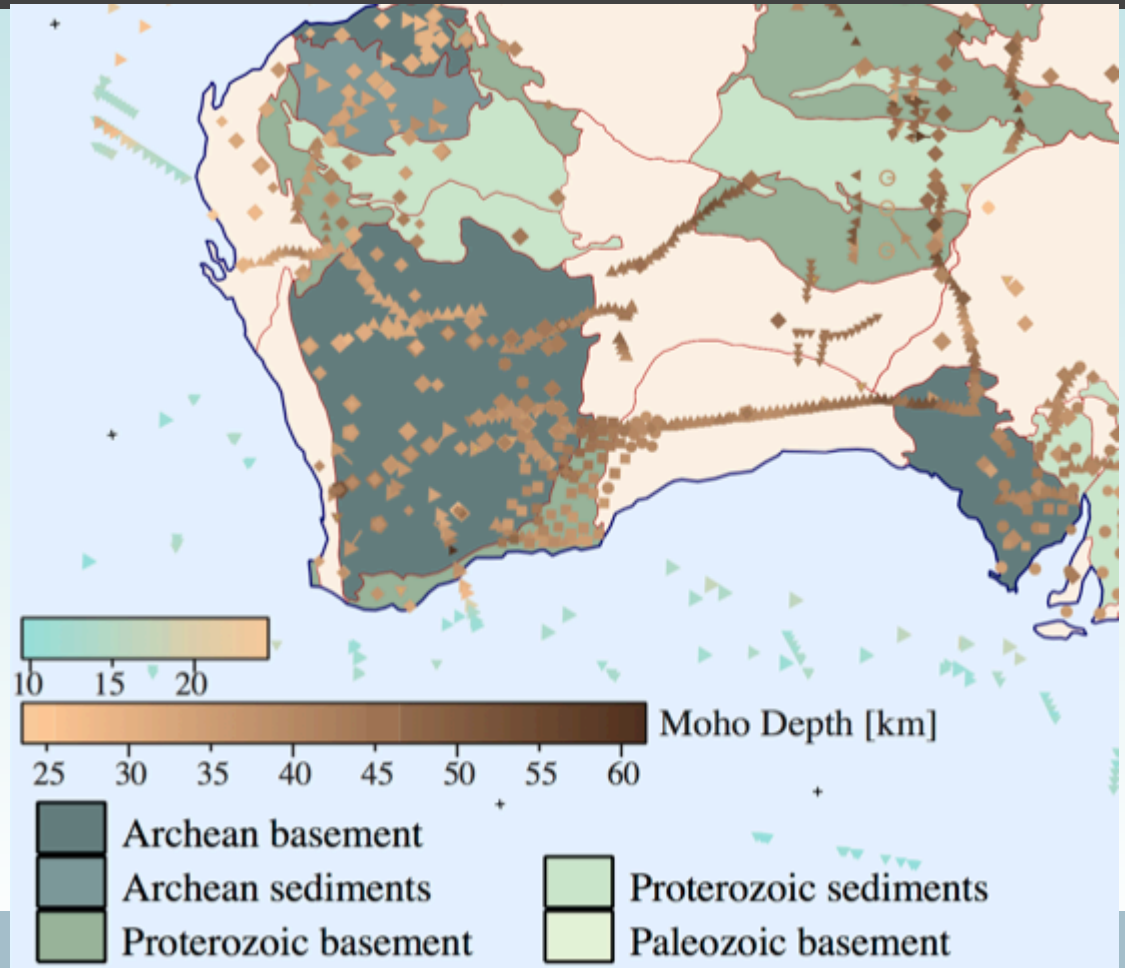 10 15 20
Moho Depth [km]
25 30 35 40 45 50 55 60
Archean basement
Archean sediments
Proterozoic basement
Proterozoic sediments
Paleozoic basement